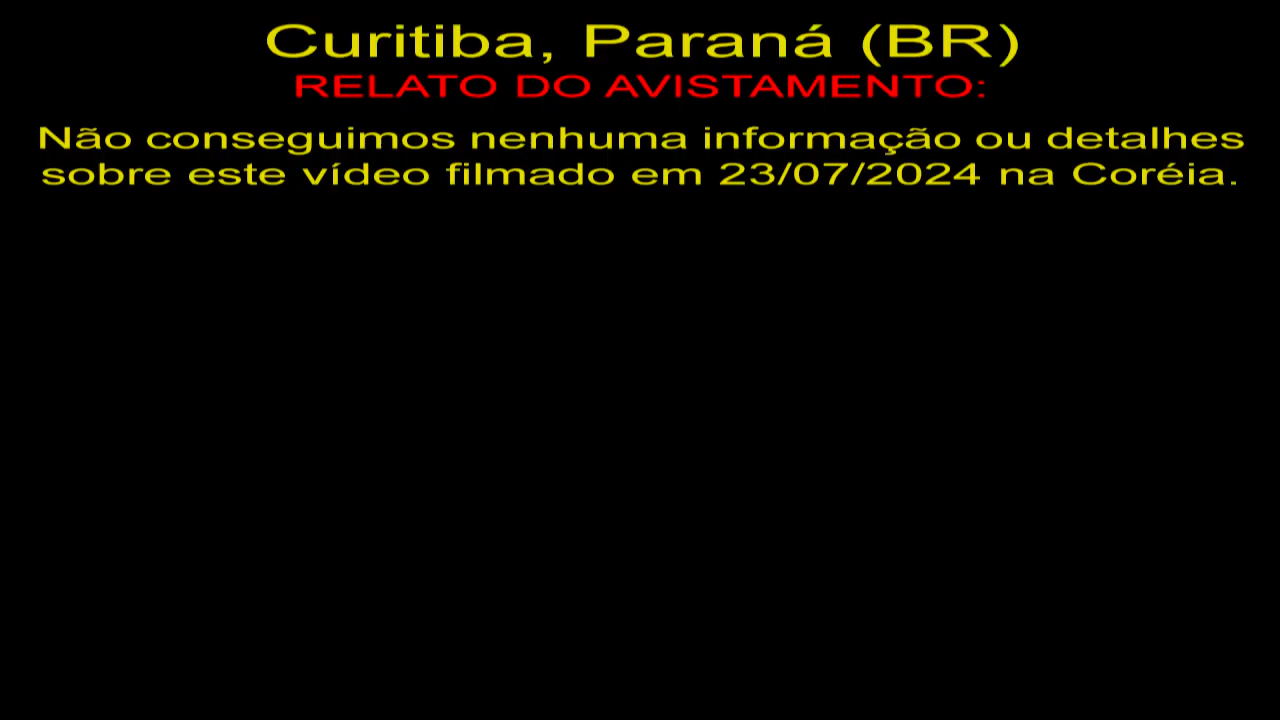 Curitiba, Paraná (BR)
RELATO DO AVISTAMENTO:
Não conseguimos nenhuma informação ou detalhes
sobre este vídeo filmado em 23/07/2024 na Coréia.